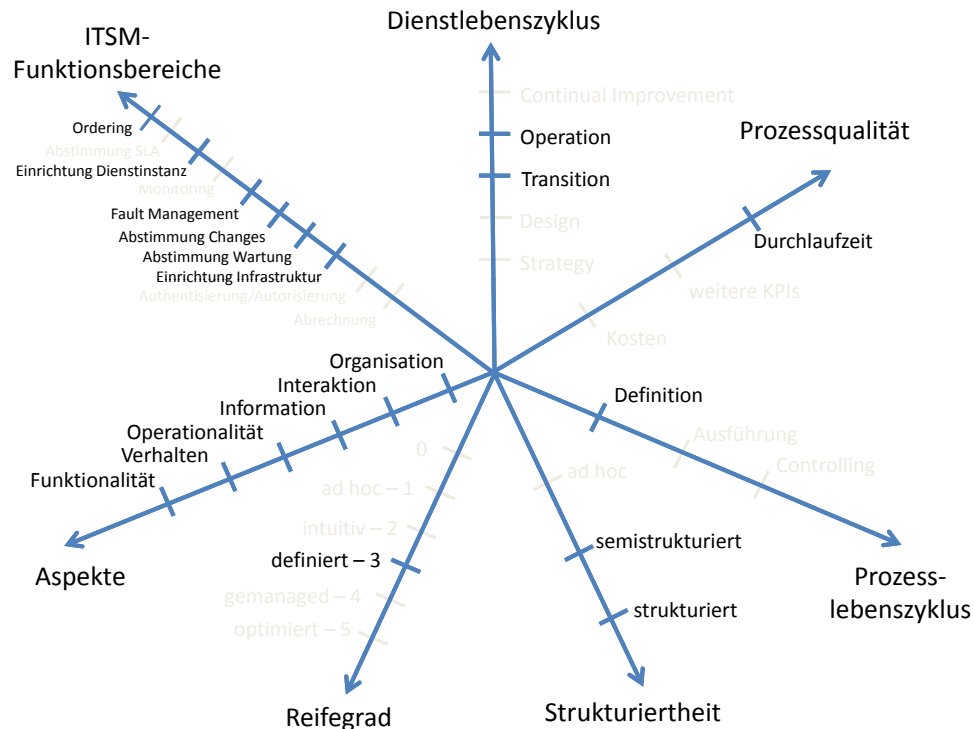 Dienstlebenszyklus
Continual Improvement
Operation
Transition
Design
Strategy
ITSM-
Funktionsbereiche
Ordering
Abstimmung SLA
Einrichtung Dienstinstanz
Monitoring
Fault Management
Abstimmung Changes
Abstimmung Wartung
Einrichtung Infrastruktur
Authentisierung/Autorisierung
Abrechnung
Prozessqualität
Durchlaufzeit
weitere KPIs
Kosten
Organisation
Interaktion
Information
Operationalität
Verhalten
Funktionalität
Aspekte
0
ad hoc – 1
intuitiv – 2
definiert – 3
gemanaged – 4
optimiert – 5
Reifegrad
ad hoc
semistrukturiert
strukturiert
Strukturiertheit
Definition
Ausführung
Controlling
Prozess-
lebenszyklus